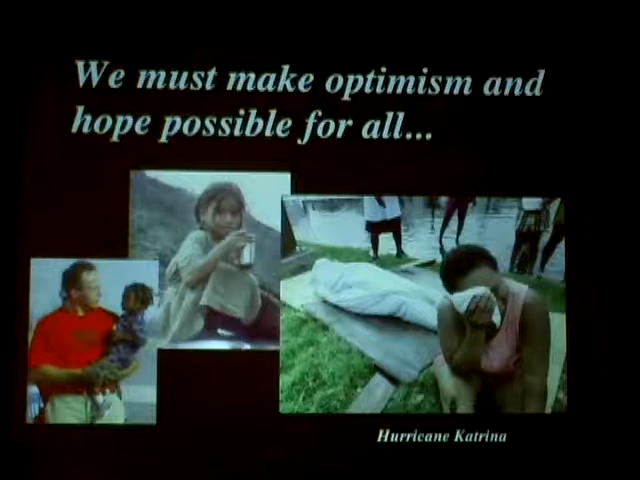 We must make optimism and
hope possible for all...
Hurricane Katrina